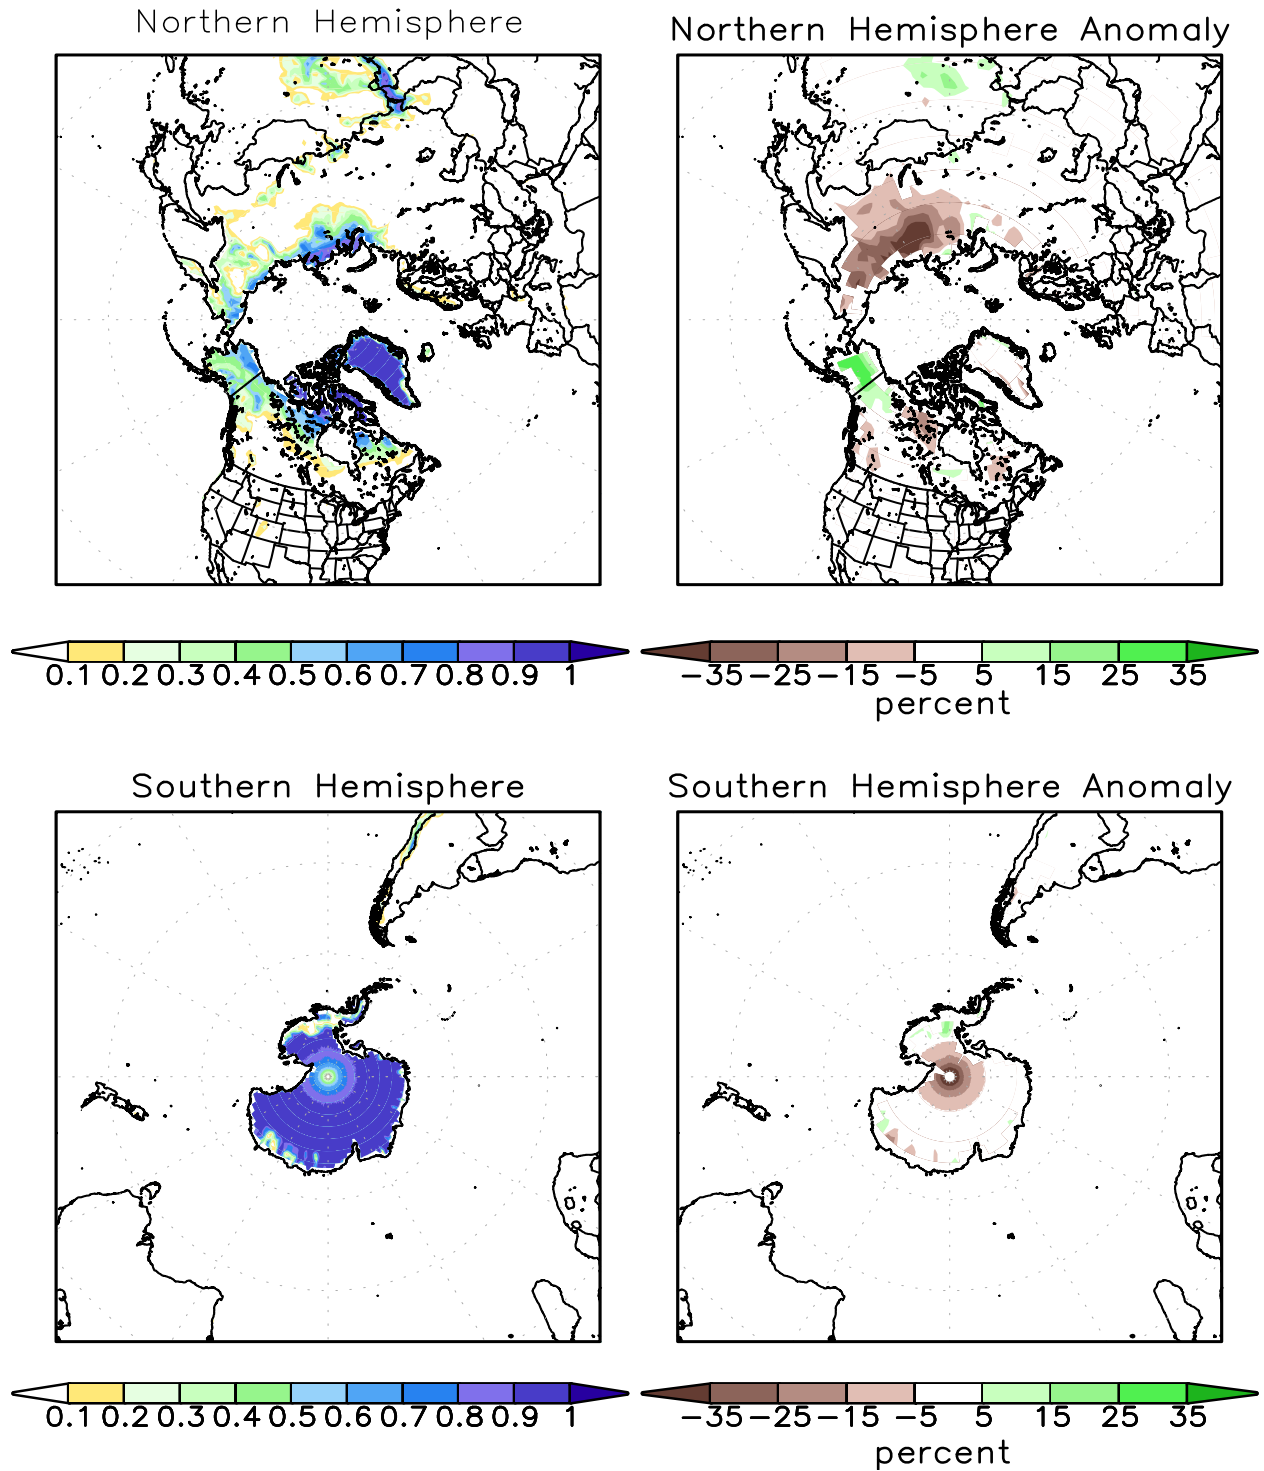 Northern Hemisphere
Northern Hemisphere Anomaly
0.1 0.2 0.3 0.4 0.5 0.6 0.7 0.8 0.9 1
-35 -25 -15 -5 5 15 25 35
percent
Southern Hemisphere
Southern Hemisphere Anomaly
0.1 0.2 0.3 0.4 0.5 0.6 0.7 0.8 0.9 1
-35 -25 -15 -5 5 15 25 35
percent